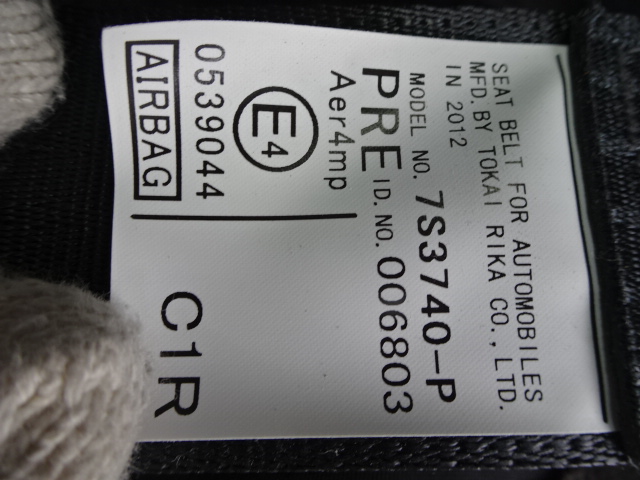 SEAT BELT FOR AUTOMOBILES
MFD. BY TOKAI RIKA CO., LTD.
IN 2012
MODEL NO. 7S3740-P
PRE ID. NO. 006803
Aer4mp
E4
0539044
AIRBAG
C1R